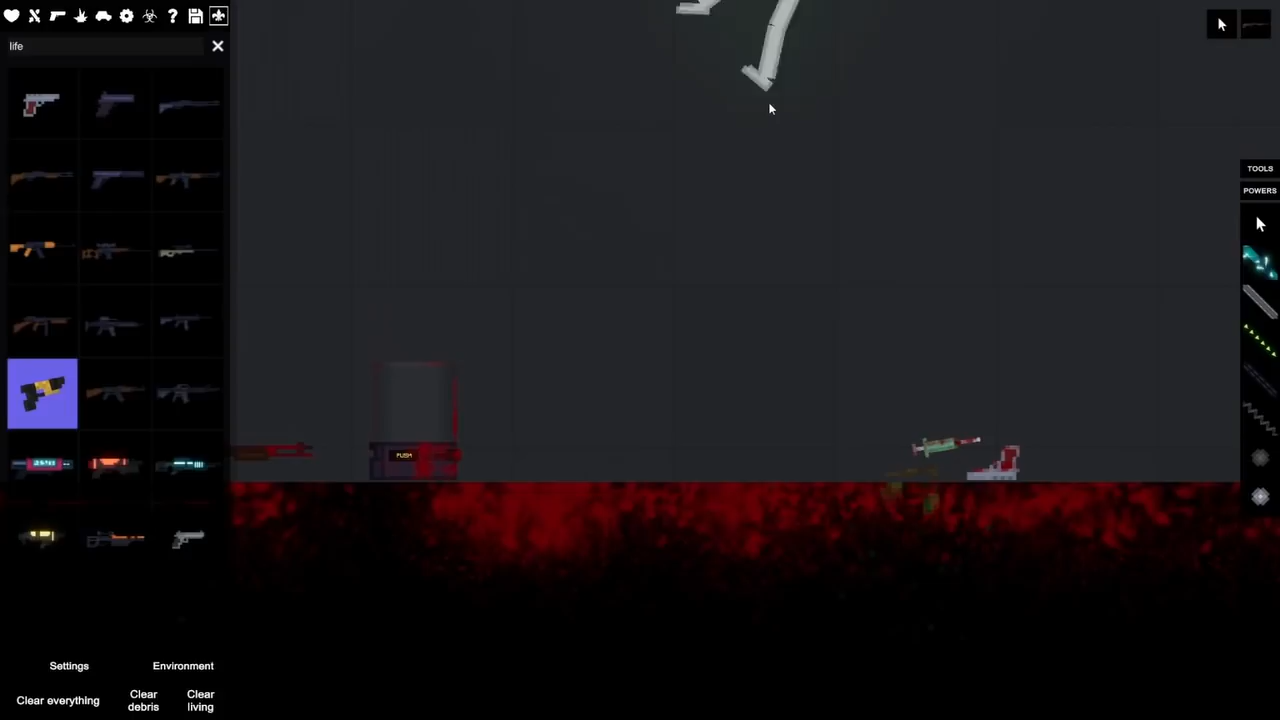 life
TOOLS
POWERS
PUSH
Settings
Environment
Clear everything
Clear
debris
Clear
living